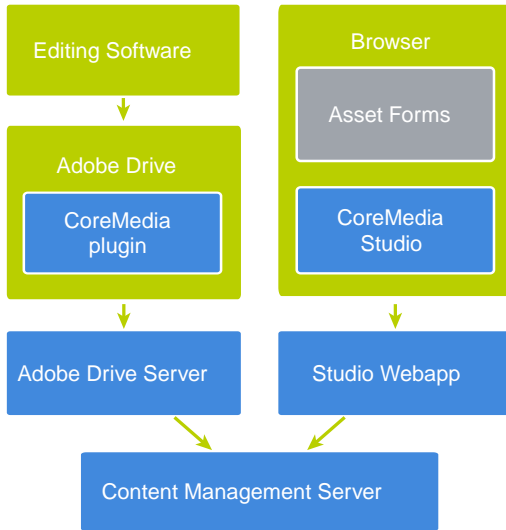 Editing Software
Adobe Drive
CoreMedia
plugin
Adobe Drive Server
Browser
Asset Forms
CoreMedia
Studio
Studio Webapp
Content Management Server